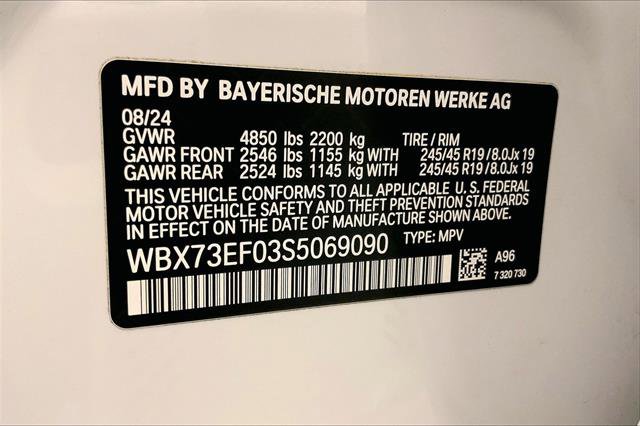 MFD BY BAYERISCHE MOTOREN WERKE AG
08/24
GVWR 4850 lbs 2200 kg TIRE / RIM
GAWR FRONT 2546 lbs 1155 kg WITH 245/45 R19 / 8.0Jx 19
GAWR REAR 2524 lbs 1145 kg WITH 245/45 R19 / 8.0Jx 19
THIS VEHICLE CONFORMS TO ALL APPLICABLE U. S. FEDERAL
MOTOR VEHICLE SAFETY AND THEFT PREVENTION STANDARDS
IN EFFECT ON THE DATE OF MANUFACTURE SHOWN ABOVE.
WBX73EF03S5069090 TYPE: MPV
A96
7 320 730